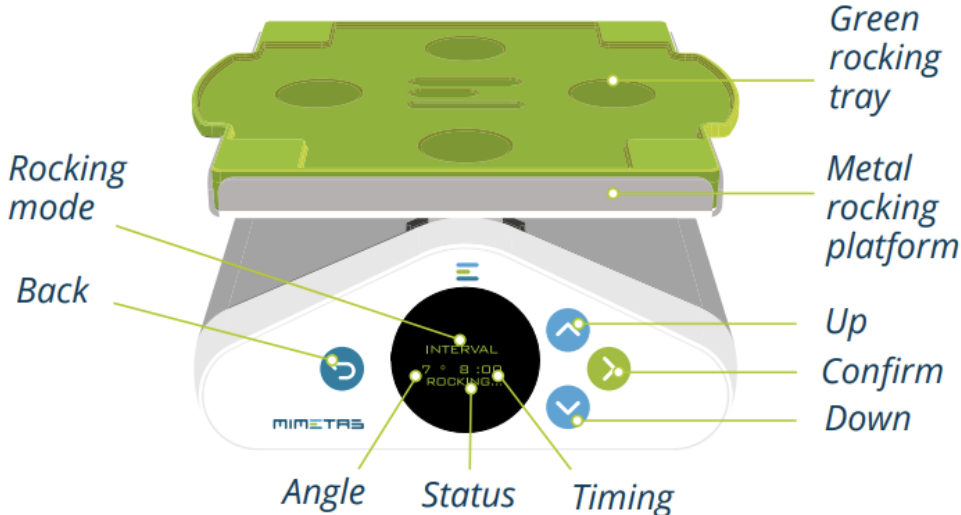 Green
rocking
tray
Rocking
mode
Metal
rocking
platform
Back
INTERVAL
7 ° 8:00
ROCKING...
Up
Confirm
Down
MIMETAS
Angle
Status
Timing